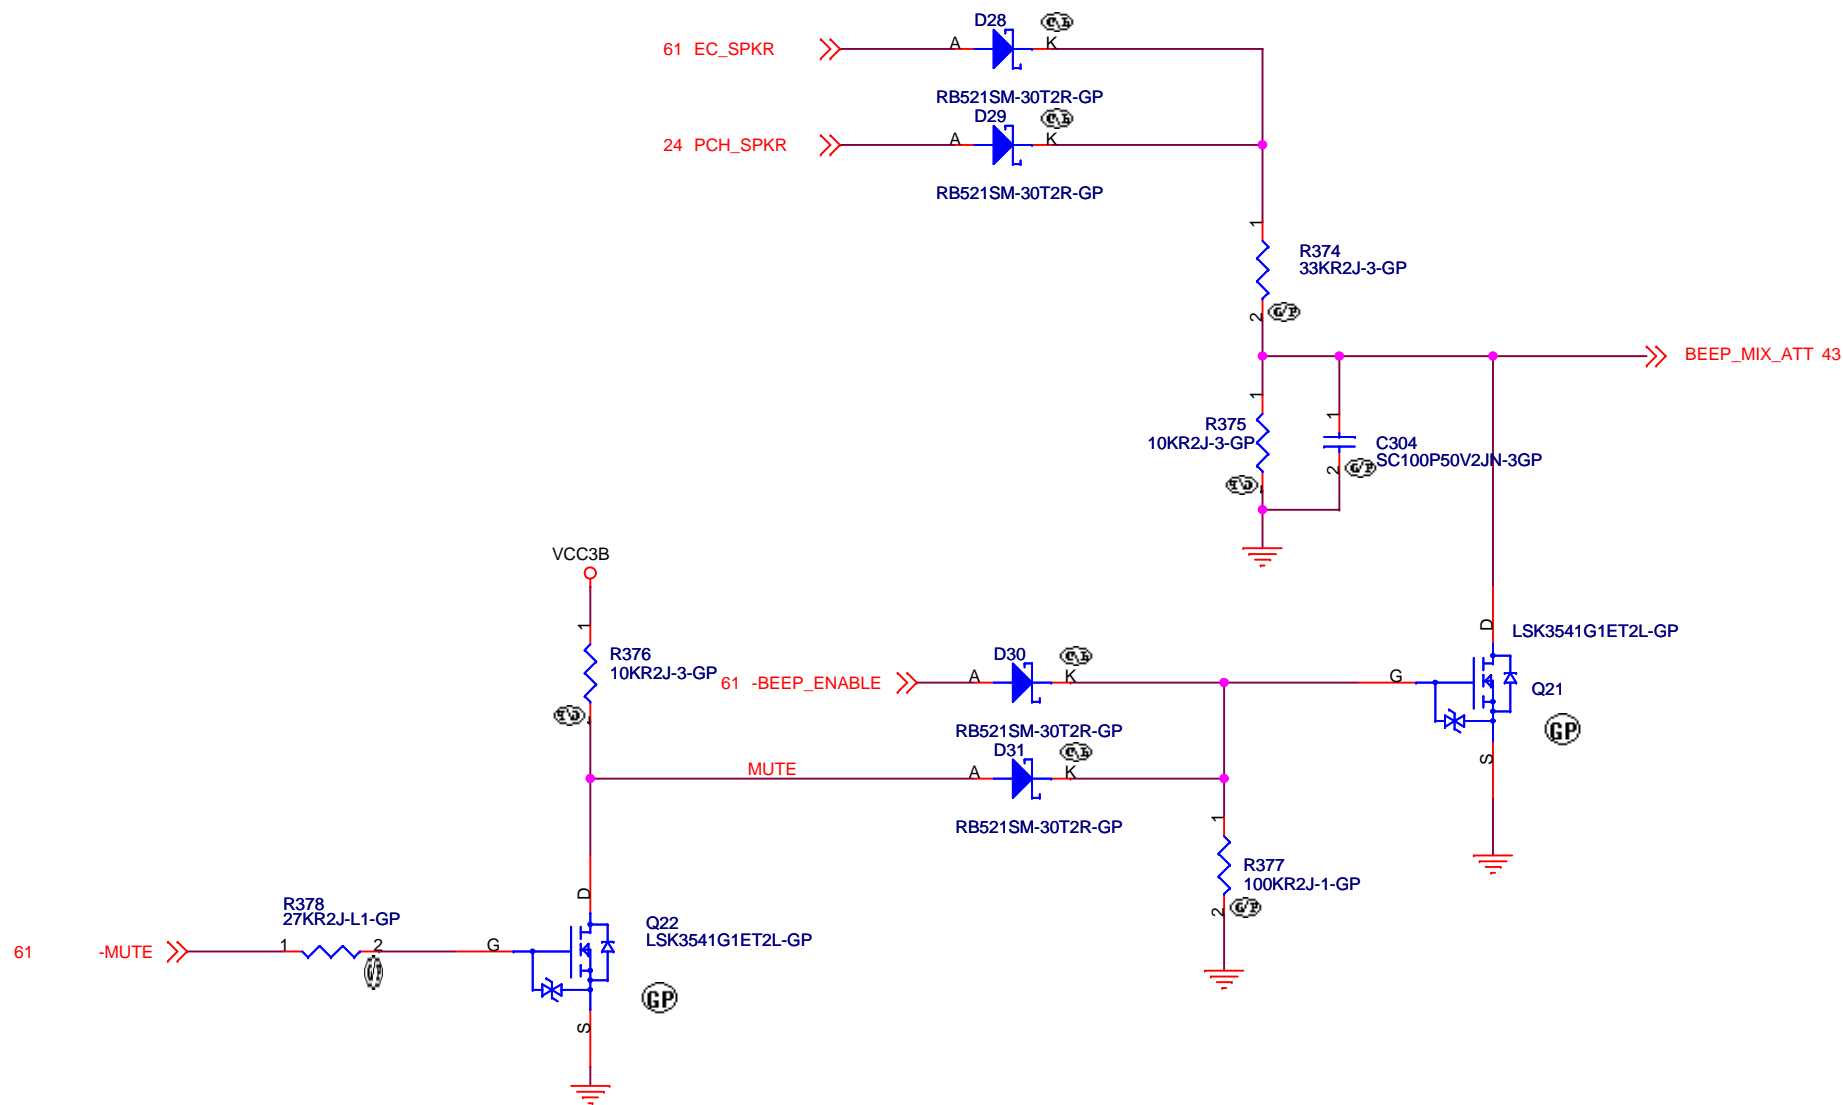 D28
61 EC_SPKR
A
K
RB521SM-30T2R-GP
D29
24 PCH_SPKR
A
K
RB521SM-30T2R-GP
1
R374
33KR2J-3-GP
2
G/P
BEEP_MIX_ATT 43
1
R375
10KR2J-3-GP
1
C304
SC100P50V2JN-3GP
2
G/P
VCC3B
1
R376
10KR2J-3-GP
61 -BEEP_ENABLE
D30
A
K
RB521SM-30T2R-GP
D
LSK3541G1ET2L-GP
G
Q21
GP
S
MUTE
D31
A
K
RB521SM-30T2R-GP
1
R377
100KR2J-1-GP
2
G/P
R378
27KR2J-L1-GP
61 -MUTE
1
2
G
D
Q22
LSK3541G1ET2L-GP
GP
S